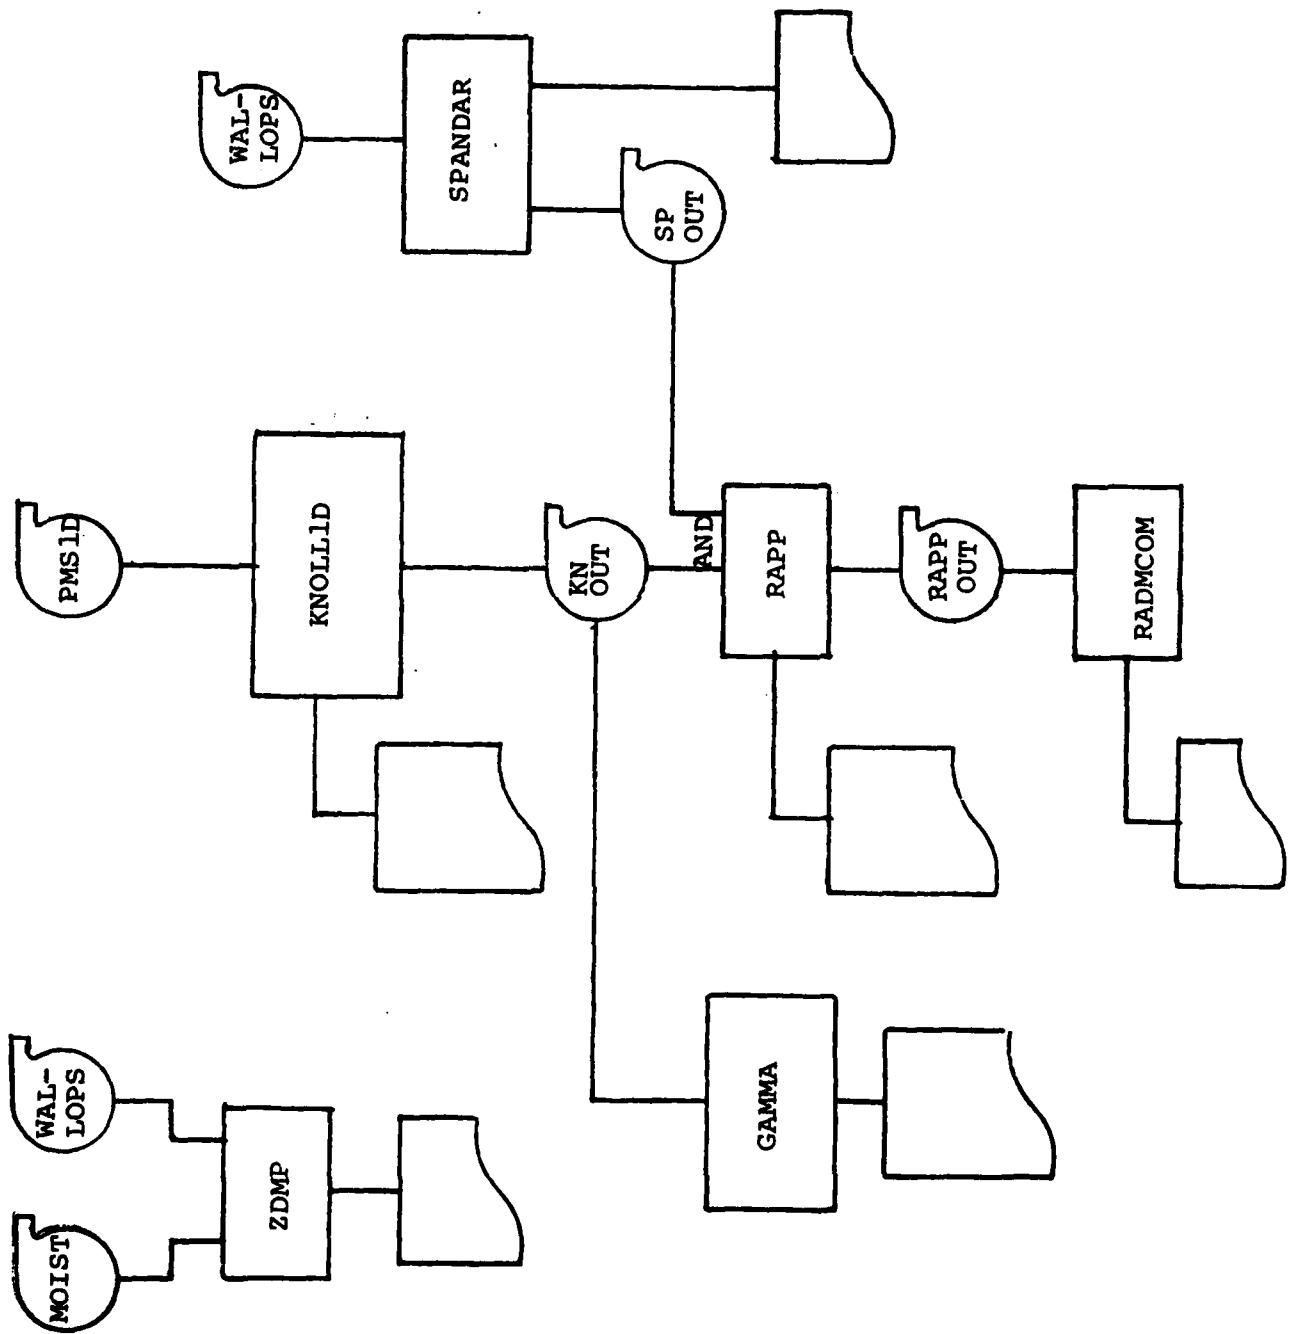 MOIST
WAL-
LOPS
ZDMP
PMS1D
KNOLL1D
WAL-
LOPS
SPANDAR
KN
OUT
SP
OUT
AND
GAMMA
RAPP
RAPP
OUT
RADMCOM